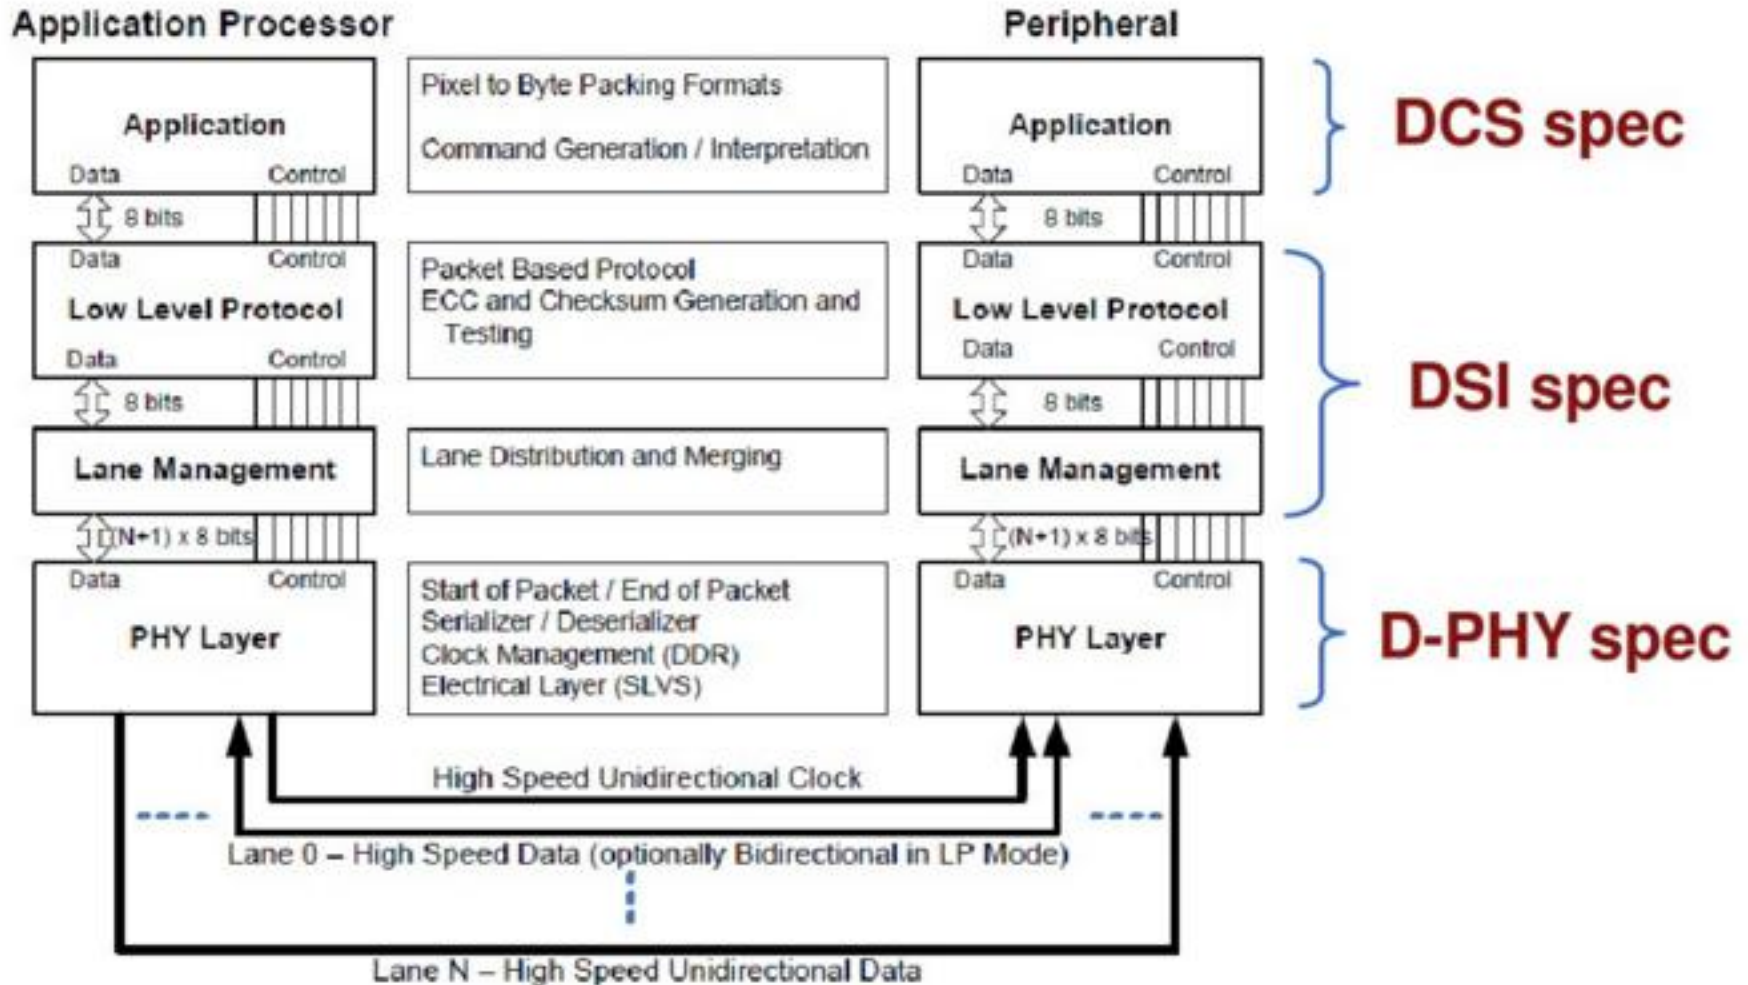 Application Processor
Peripheral
Application
Data Control
Pixel to Byte Packing Formats
Command Generation / Interpretation
Application
Data Control
DCS spec
8 bits
8 bits
Data Control
Low Level Protocol
Data Control
Packet Based Protocol
ECC and Checksum Generation and
Testing
Data Control
Low Level Protocol
Data Control
DSI spec
8 bits
8 bits
Lane Management
Lane Distribution and Merging
Lane Management
(N+1) x 8 bits
(N+1) x 8 bits
Data Control
PHY Layer
Start of Packet / End of Packet
Serializer / Deserializer
Clock Management (DDR)
Electrical Layer (SLVS)
Data Control
PHY Layer
D-PHY spec
High Speed Unidirectional Clock
Lane 0 – High Speed Data (optionally Bidirectional in LP Mode)
Lane N – High Speed Unidirectional Data